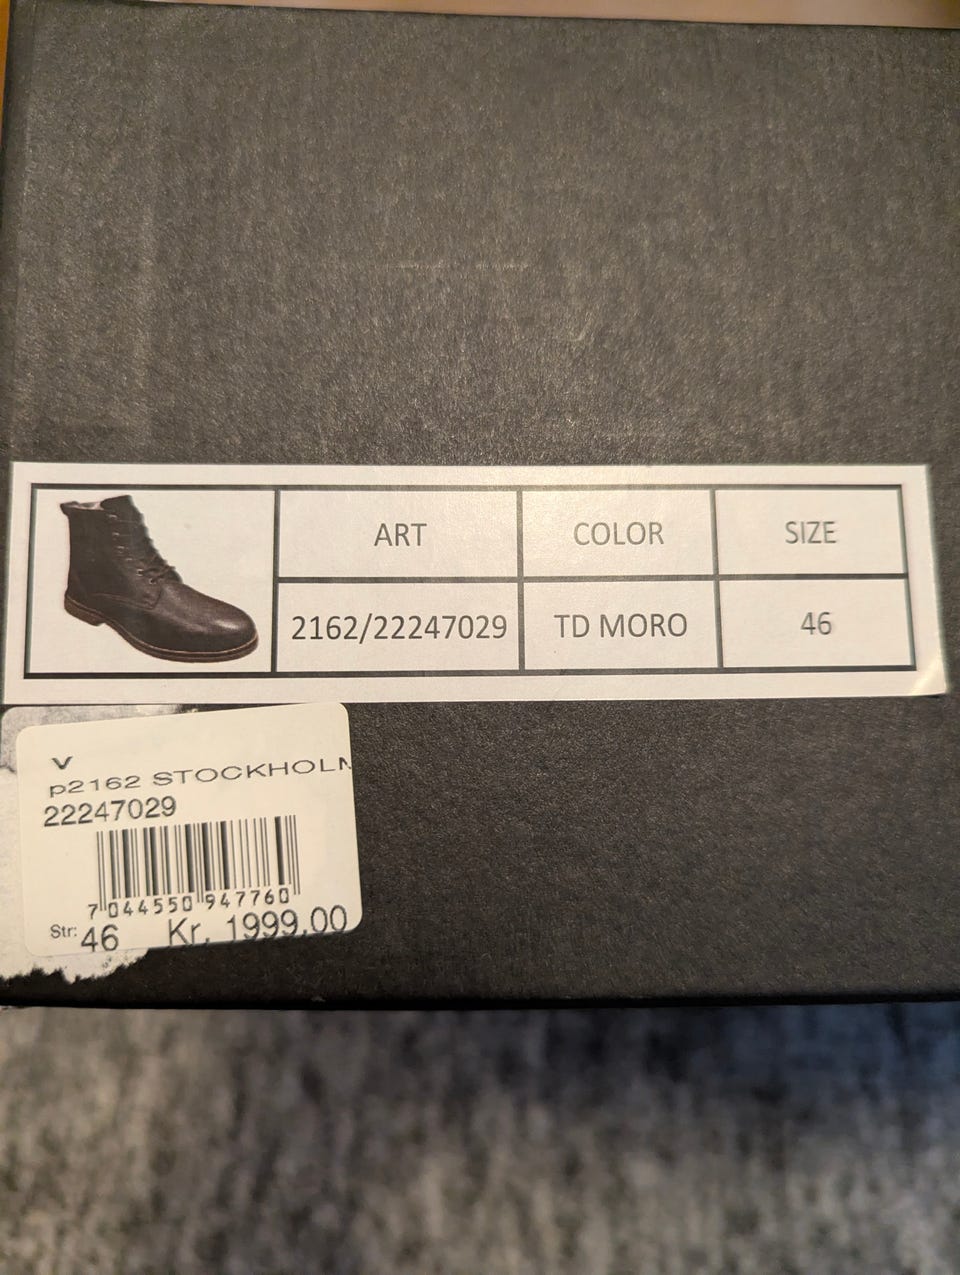 ART COLOR SIZE
2162/22247029 TD MORO 46
V
p2162 STOCKHOLM
22247029
7 044550 947760
Str: 46 Kr. 1999,00